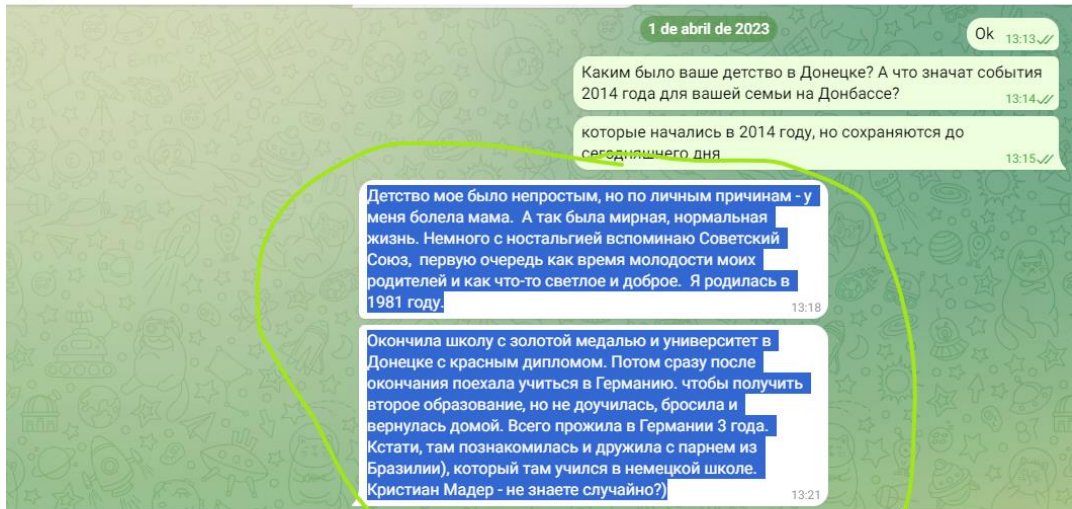 1 de abril de 2023
Ok 13:13
Каким было ваше детство в Донецке? А что значат события
2014 года для вашей семьи на Донбассе?
13:14
которые начались в 2014 году, но сохраняются до
сегодняшнего дня
13:15
Детство мое было непростым, но по личным причинам - у
меня болела мама. А так была мирная, нормальная
жизнь. Немного с ностальгией вспоминаю Советский
Союз, первую очередь как время молодости моих
родителей и как что-то светлое и доброе. Я родилась в
1981 году.
13:18
Окончила школу с золотой медалью и университет в
Донецке с красным дипломом. Потом сразу после
окончания поехала учиться в Германию. чтобы получить
второе образование, но не доучилась, бросила и
вернулась домой. Всего прожила в Германии 3 года.
Кстати, там познакомилась и дружила с парнем из
Бразилии), который там учился в немецкой школе.
Кристиан Мадер - не знаете случайно?)
13:21